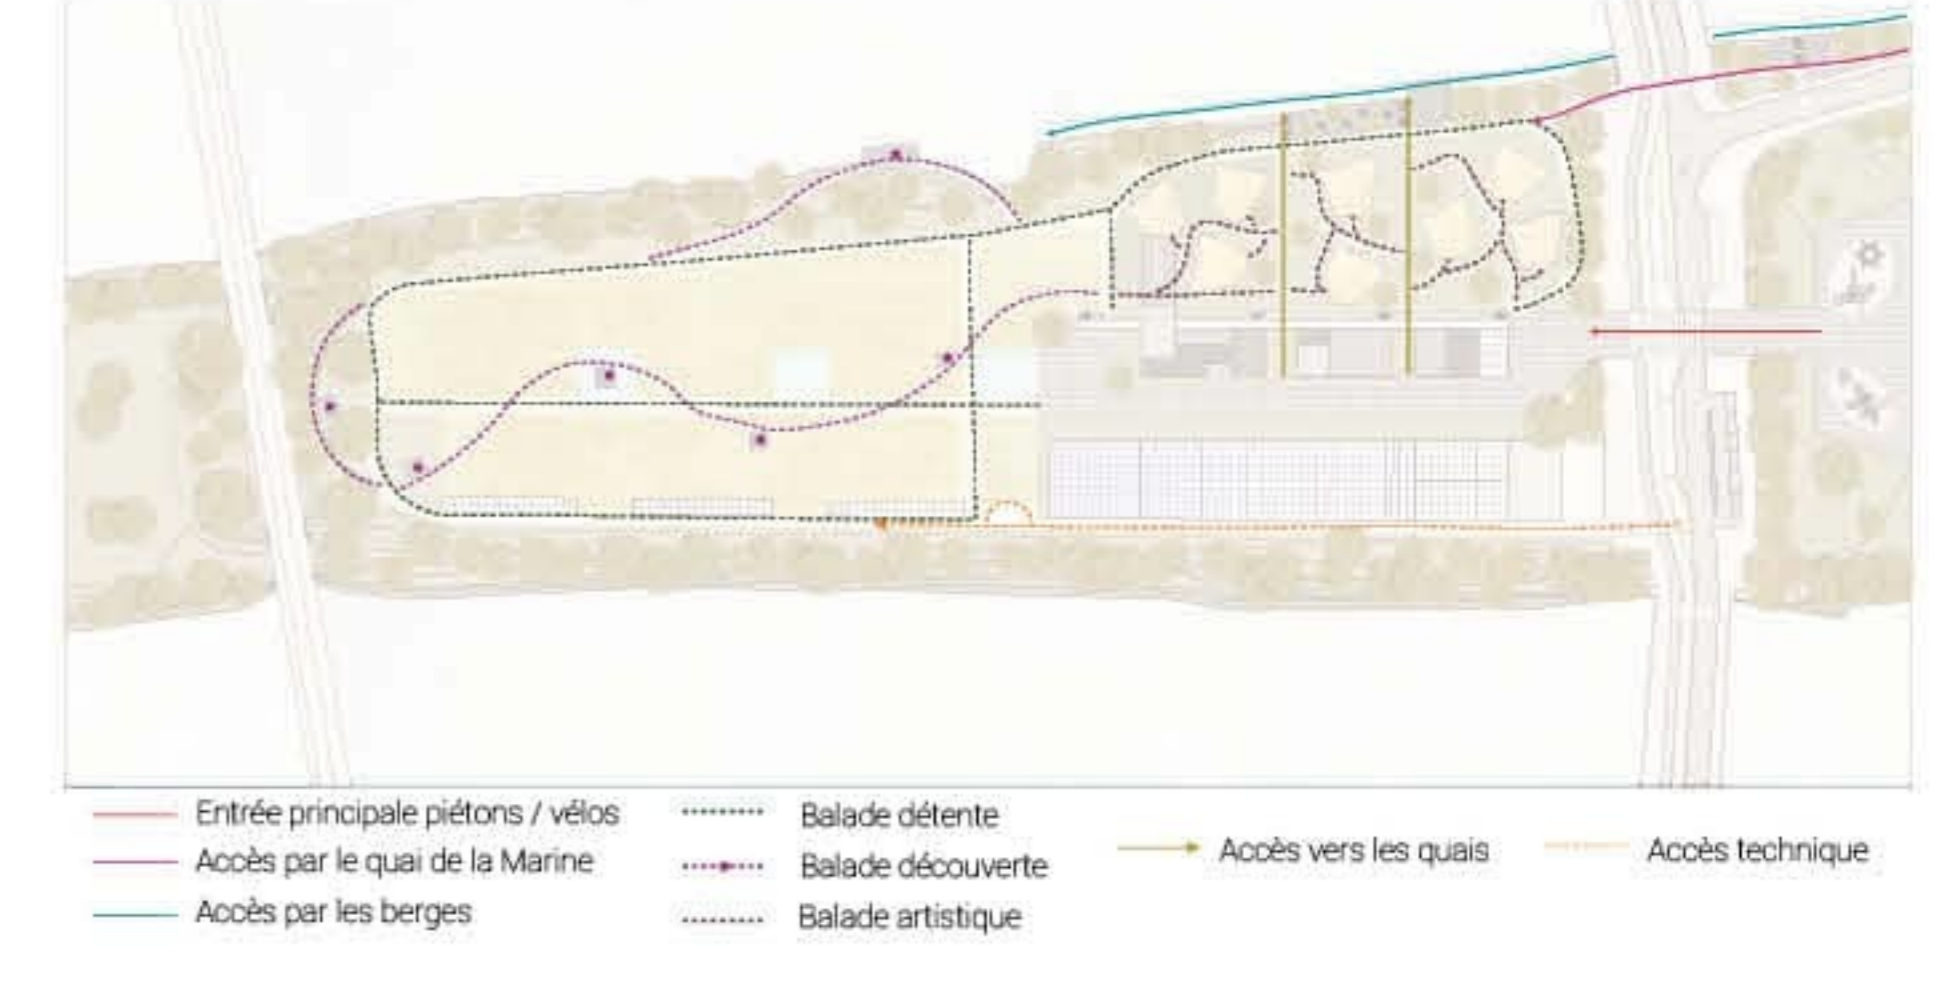 Entrée principale piétons / vélos
Accès par le quai de la Marine
Accès par les berges
Balade détente
Balade découverte
Balade artistique
Accès vers les quais
Accès technique